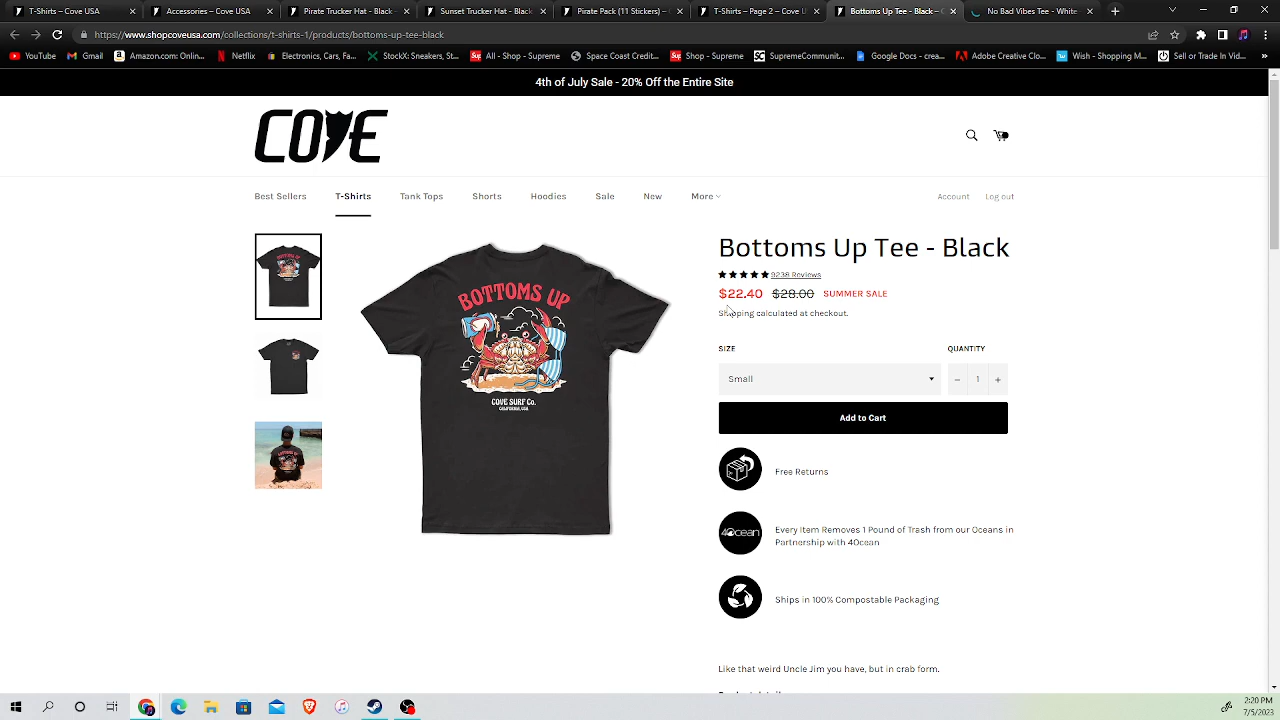 T-Shirts – Cove USA
Accessories – Cove USA
Pirate Trucker Hat - Black –
Sunset Trucker Hat - Black
Pirate Pack (11 Stickers) –
T-Shirts – Page 2 – Cove U
Bottoms Up Tee - Black –
No Bad Vibes Tee - White
https://www.shopcoveusa.com/collections/t-shirts-1/products/bottoms-up-tee-black
YouTube
Gmail
Amazon.com: Onlin...
Netflix
Electronics, Cars, Fa...
StockX: Sneakers, St...
All - Shop - Supreme
Space Coast Credit...
Shop - Supreme
SupremeCommunit...
Google Docs - crea...
Adobe Creative Clo...
Wish - Shopping M...
Sell or Trade In Vid...
4th of July Sale - 20% Off the Entire Site
COVE
Best Sellers
T-Shirts
Tank Tops
Shorts
Hoodies
Sale
New
More
Account
Log out
BOTTOMS UP
COVE SURF Co.
CALIFORNIA, USA
Bottoms Up Tee - Black
9238 Reviews
$22.40 $28.00 SUMMER SALE
Shipping calculated at checkout.
SIZE
QUANTITY
Small
− 1 +
Add to Cart
Free Returns
4Ocean
Every Item Removes 1 Pound of Trash from our Oceans in
Partnership with 4Ocean
Ships in 100% Compostable Packaging
Like that weird Uncle Jim you have, but in crab form.
2:20 PM
7/5/2023